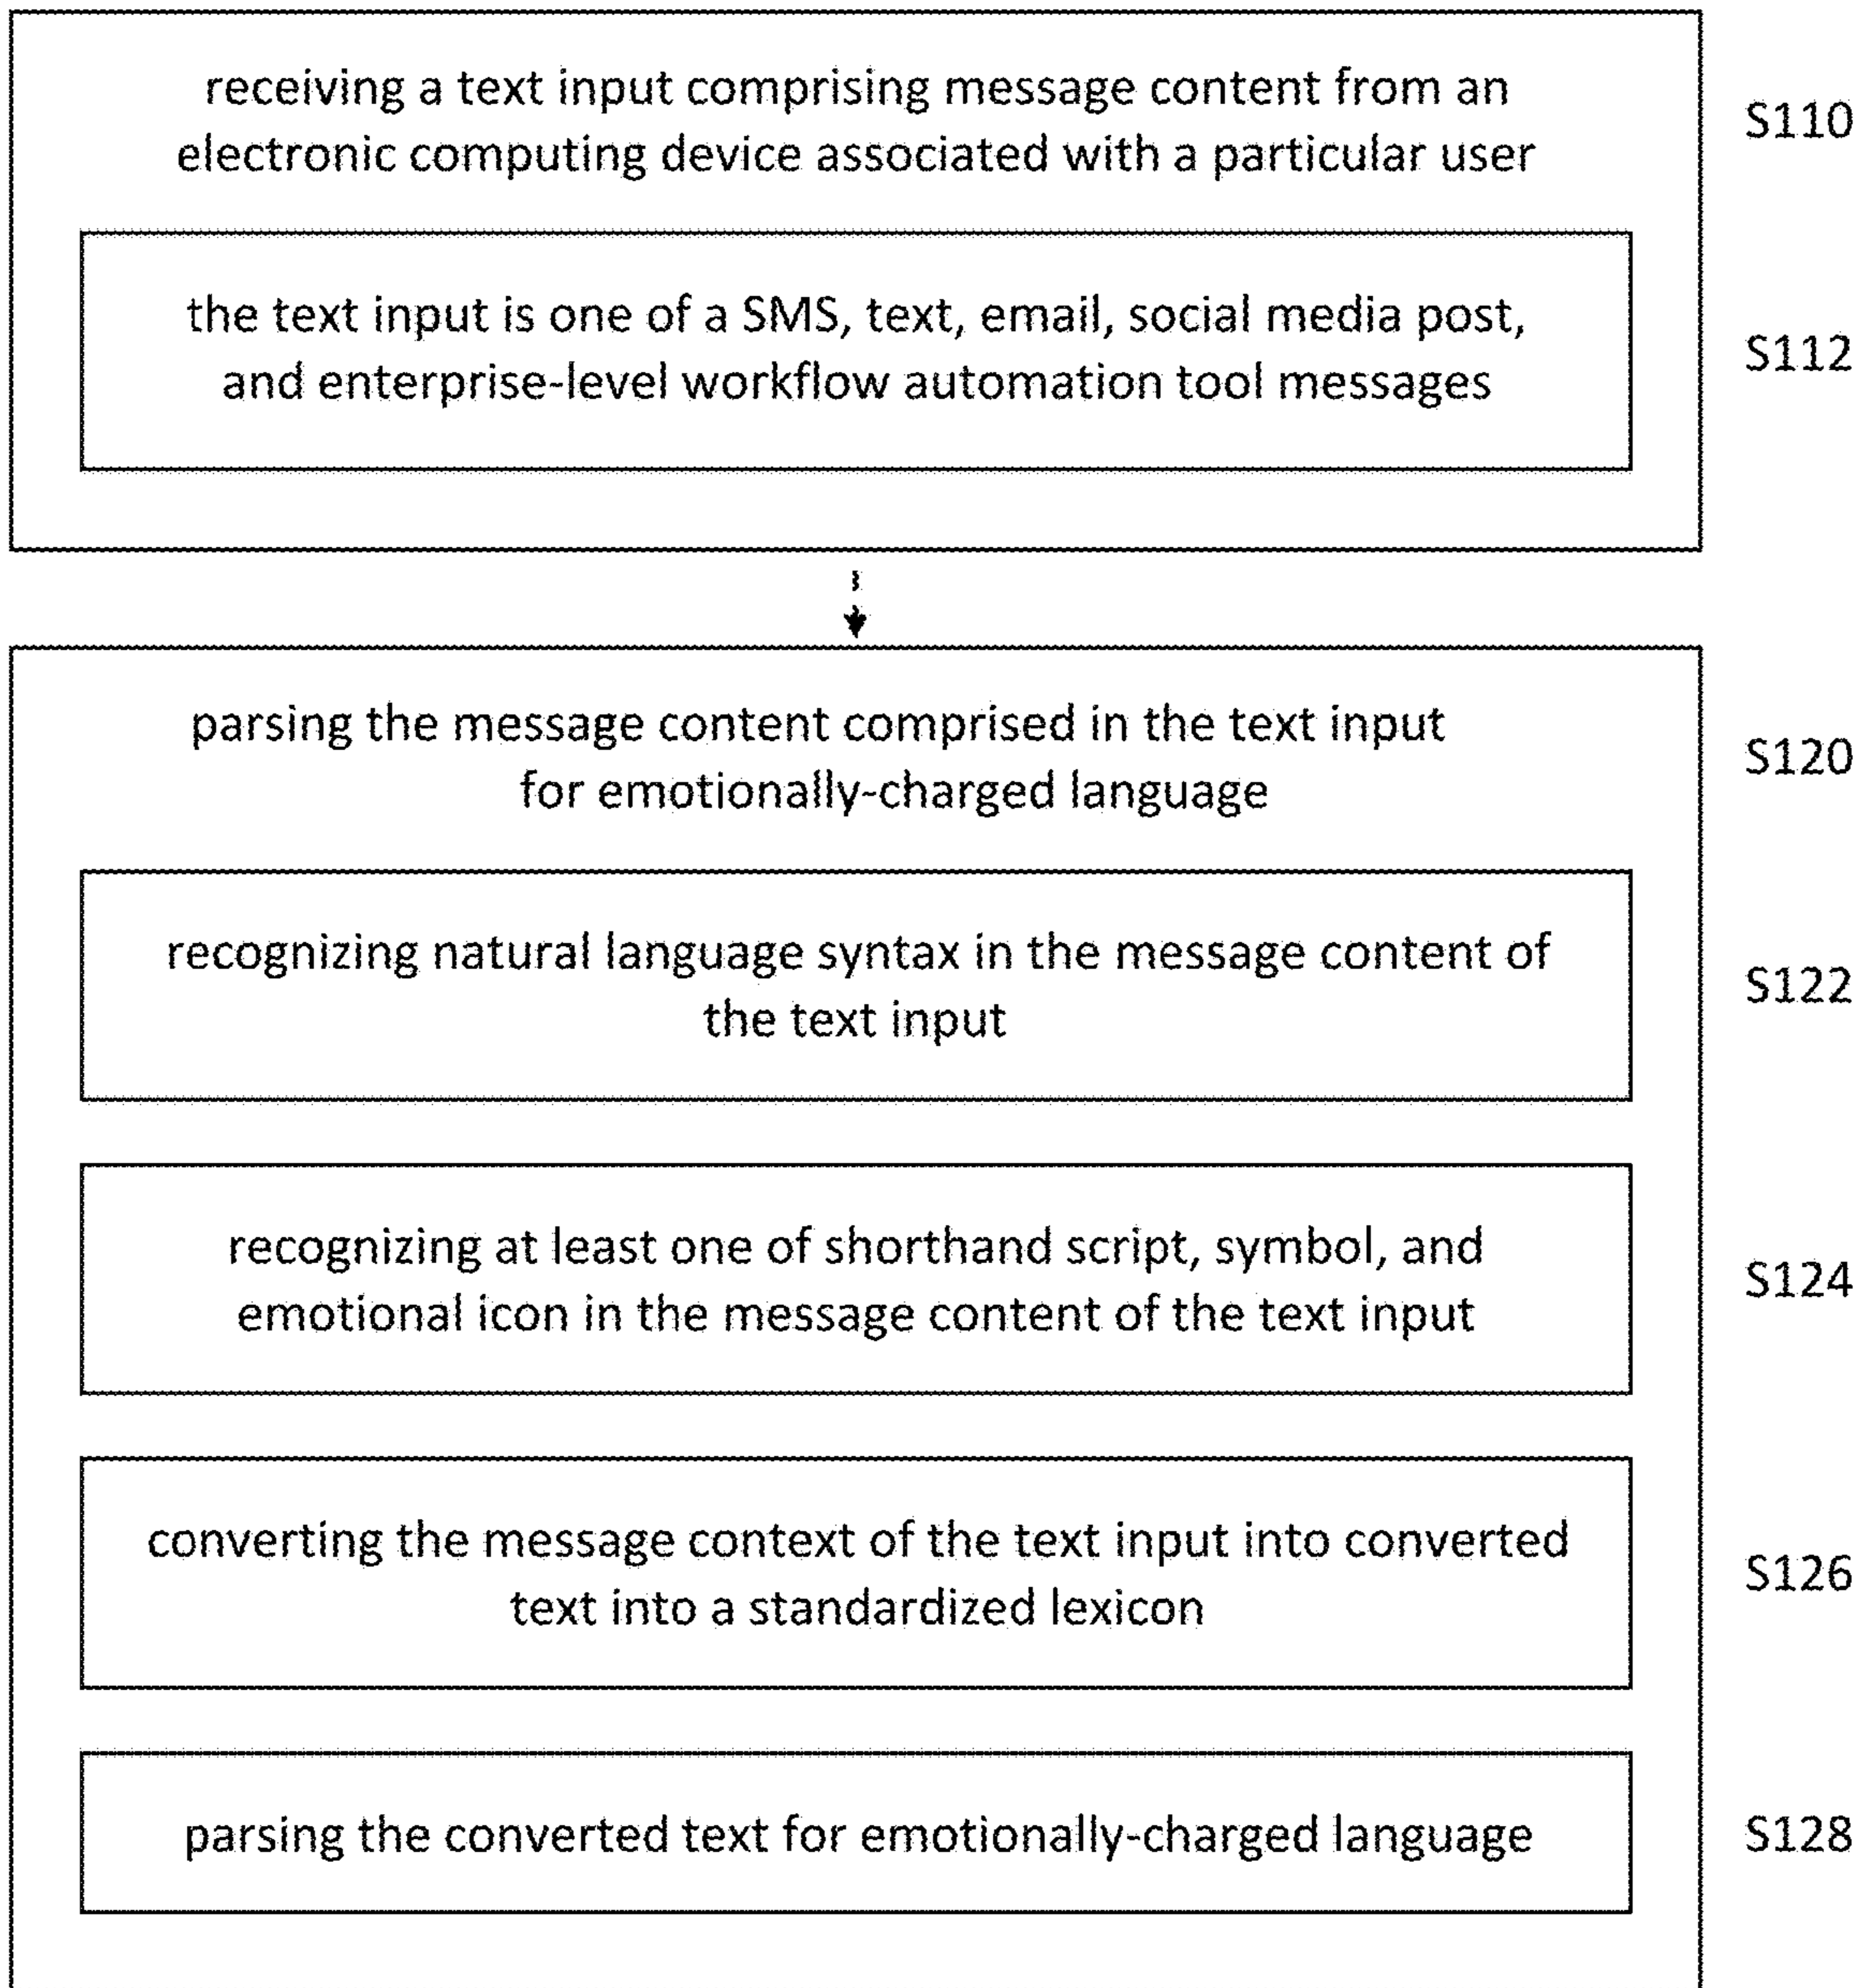 receiving a text input comprising message content from an
electronic computing device associated with a particular user
S110
the text input is one of a SMS, text, email, social media post,
and enterprise-level workflow automation tool messages
S112
parsing the message content comprised in the text input
for emotionally-charged language
S120
recognizing natural language syntax in the message content of
the text input
S122
recognizing at least one of shorthand script, symbol, and
emotional icon in the message content of the text input
S124
converting the message context of the text input into converted
text into a standardized lexicon
S126
parsing the converted text for emotionally-charged language
S128